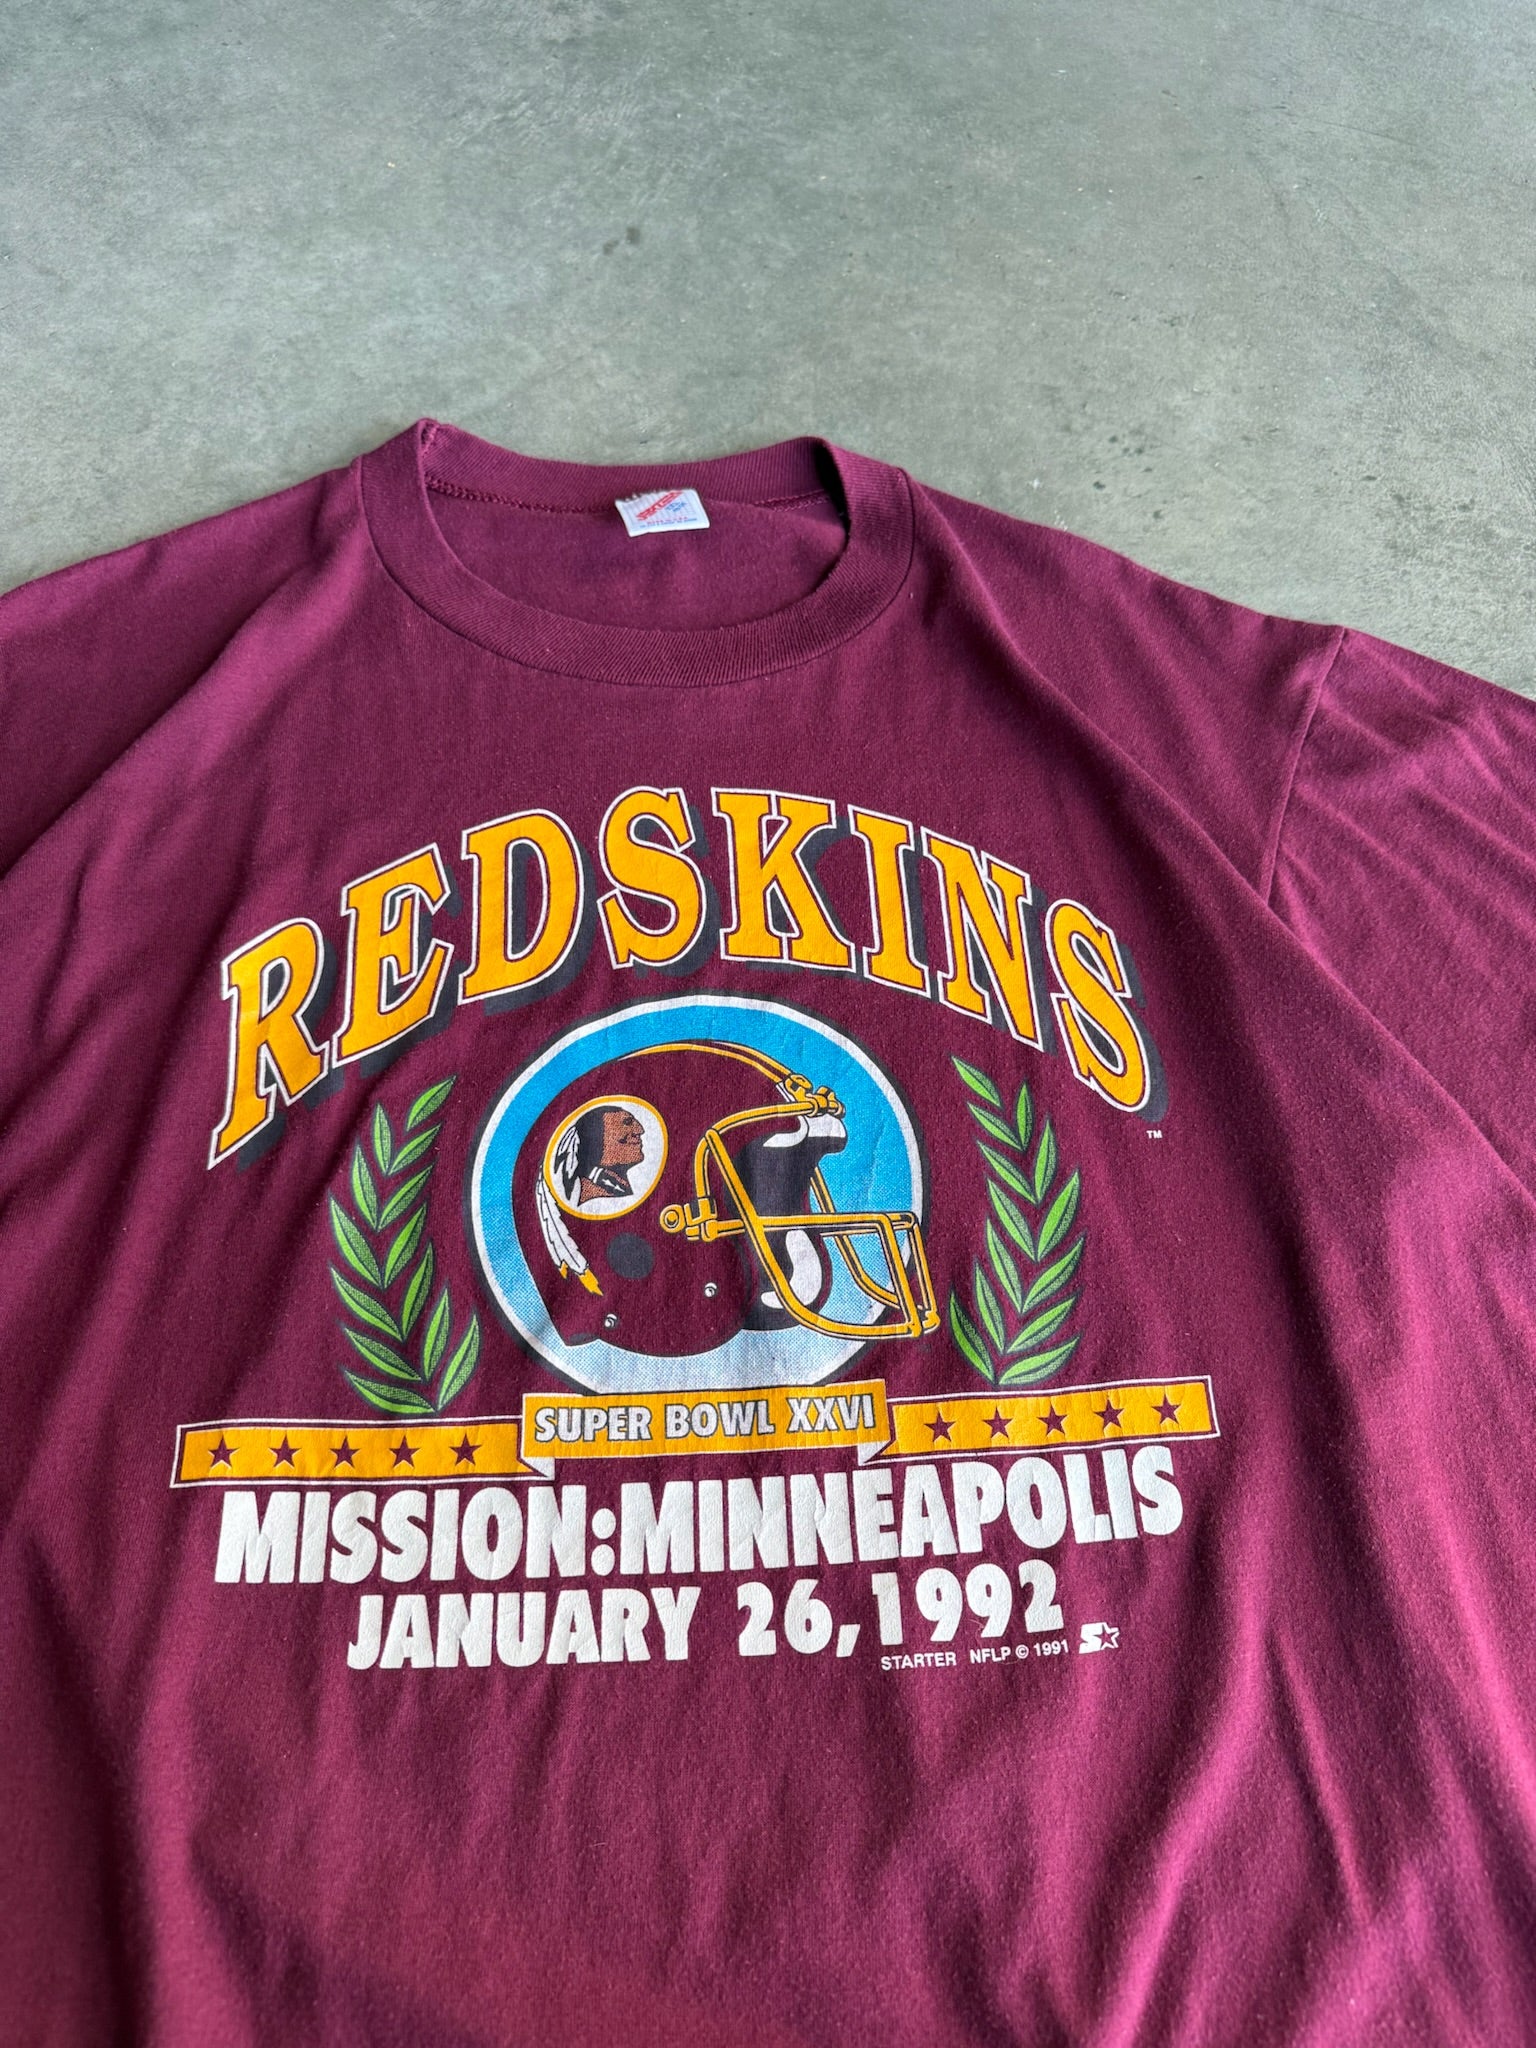 REDSKINS
TM
SUPER BOWL XXVI
MISSION:MINNEAPOLIS
JANUARY 26, 1992
STARTER NFLP © 1991